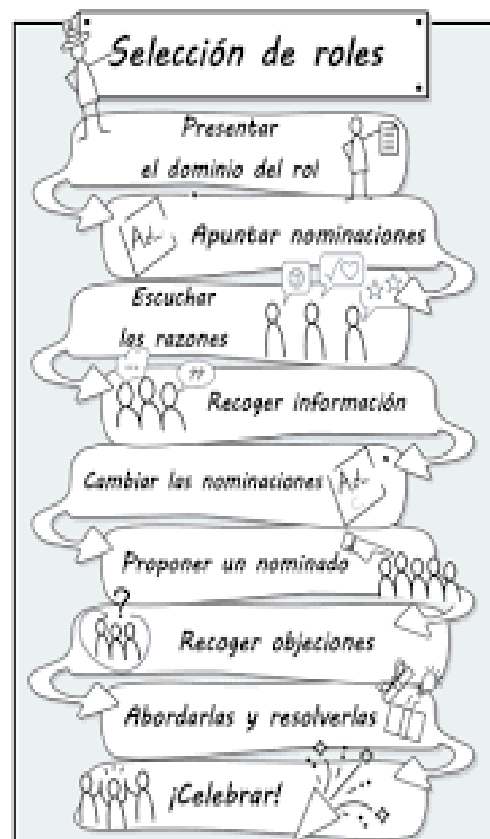 Selección de roles
Presentar
el dominio del rol
Apuntar nominaciones
Escuchar
las razones
Recoger información
Cambiar las nominaciones
Proponer un nominado
?
Recoger objeciones
Abordarlas y resolverlas
¡Celebrar!